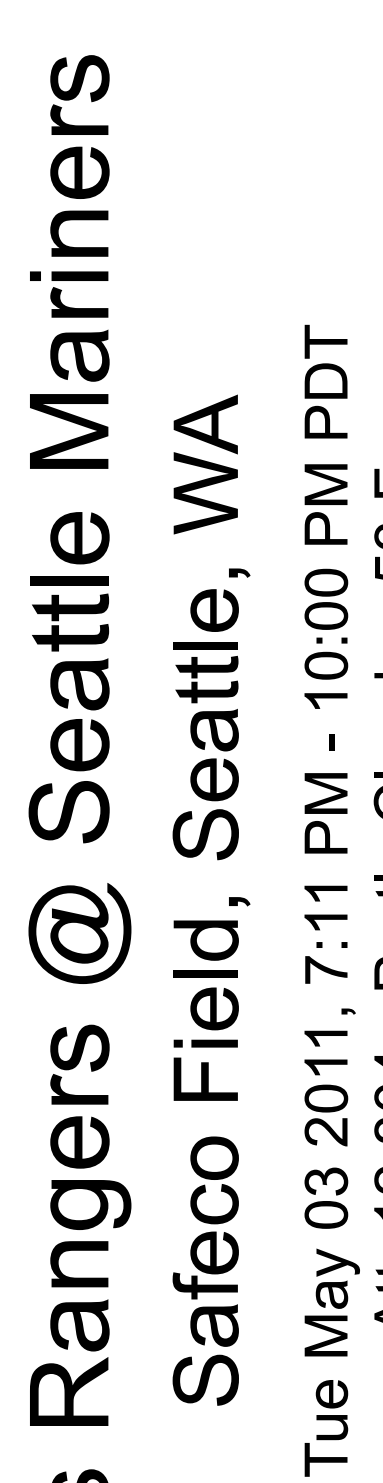 s Rangers @ Seattle Mariners
Safeco Field, Seattle, WA
Tue May 03 2011, 7:11 PM - 10:00 PM PDT